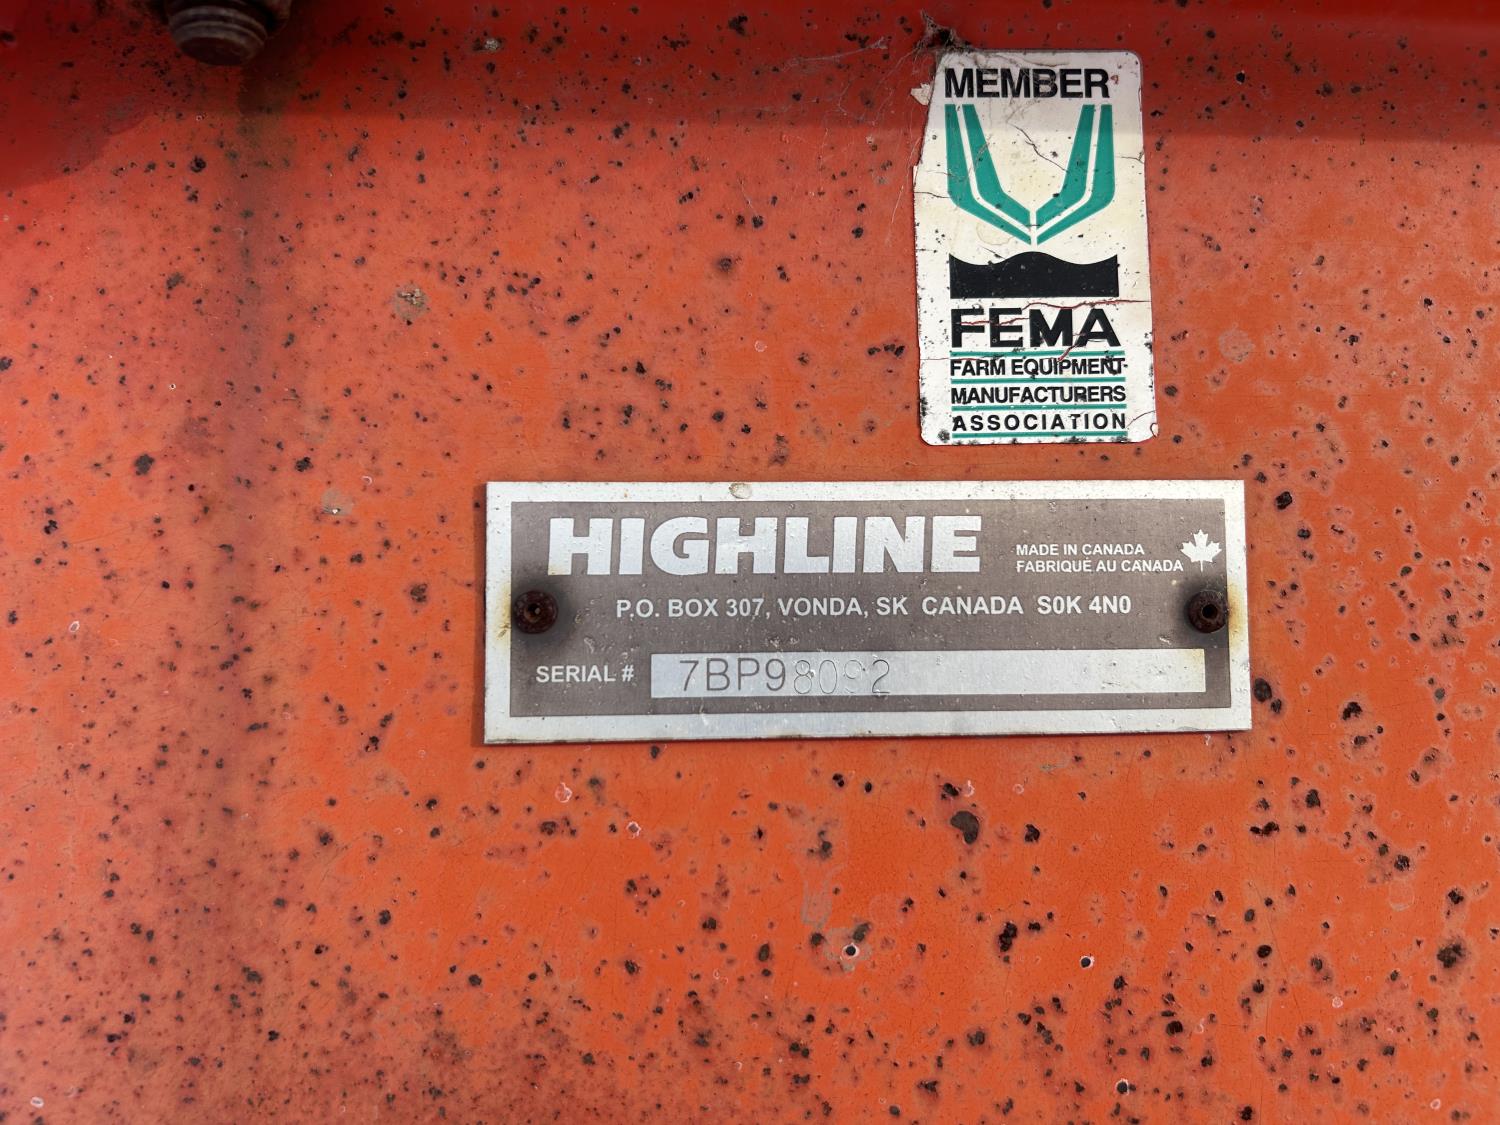 MEMBER
FEMA
FARM EQUIPMENT
MANUFACTURERS
ASSOCIATION
HIGHLINE
MADE IN CANADA
FABRIQUÉ AU CANADA
P.O. BOX 307, VONDA, SK CANADA S0K 4N0
SERIAL # 7BP98092